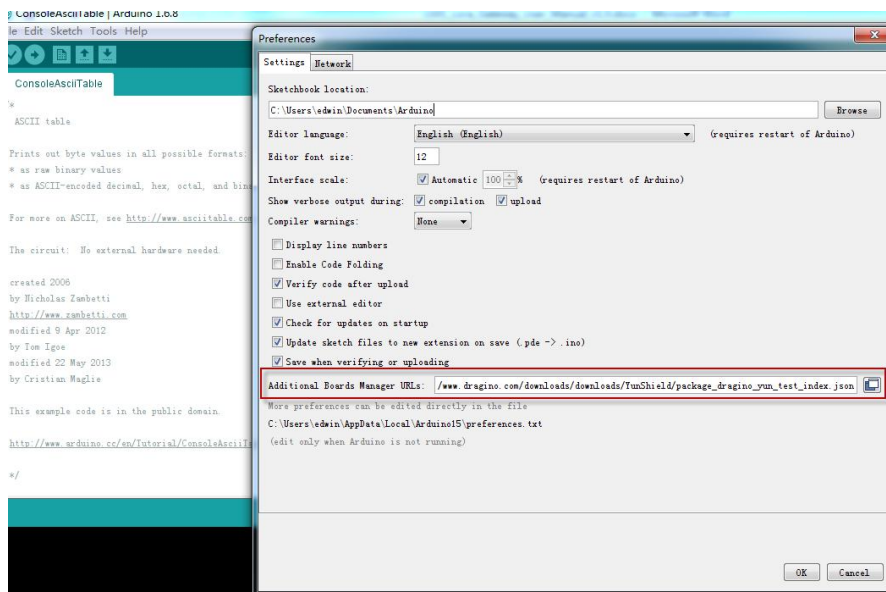 ConsoleAsciiTable | Arduino 1.6.8
le Edit Sketch Tools Help
ConsoleAsciiTable
ASCII table
Prints out byte values in all possible formats:
* as raw binary values
* as ASCII-encoded decimal, hex, octal, and bin
For more on ASCII, see http://www.asciitable.com
The circuit: No external hardware needed.
created 2006
by Nicholas Zambetti
http://www.zambetti.com
modified 9 Apr 2012
by Tom Igoe
modified 22 May 2013
by Cristian Maglie
This example code is in the public domain.
http://www.arduino.cc/en/Tutorial/ConsoleAsciiTa
*/
Preferences
Settings Network
Sketchbook location:
C:\Users\edwin\Documents\Arduino
Browse
Editor language: English (English) (requires restart of Arduino)
Editor font size: 12
Interface scale: Automatic 100 % (requires restart of Arduino)
Show verbose output during: compilation upload
Compiler warnings: None
Display line numbers
Enable Code Folding
Verify code after upload
Use external editor
Check for updates on startup
Update sketch files to new extension on save (.pde -> .ino)
Save when verifying or uploading
Additional Boards Manager URLs: /www.dragino.com/downloads/downloads/YunShield/package_dragino_yun_test_index.json
More preferences can be edited directly in the file
C:\Users\edwin\AppData\Local\Arduino15\preferences.txt
(edit only when Arduino is not running)
OK Cancel